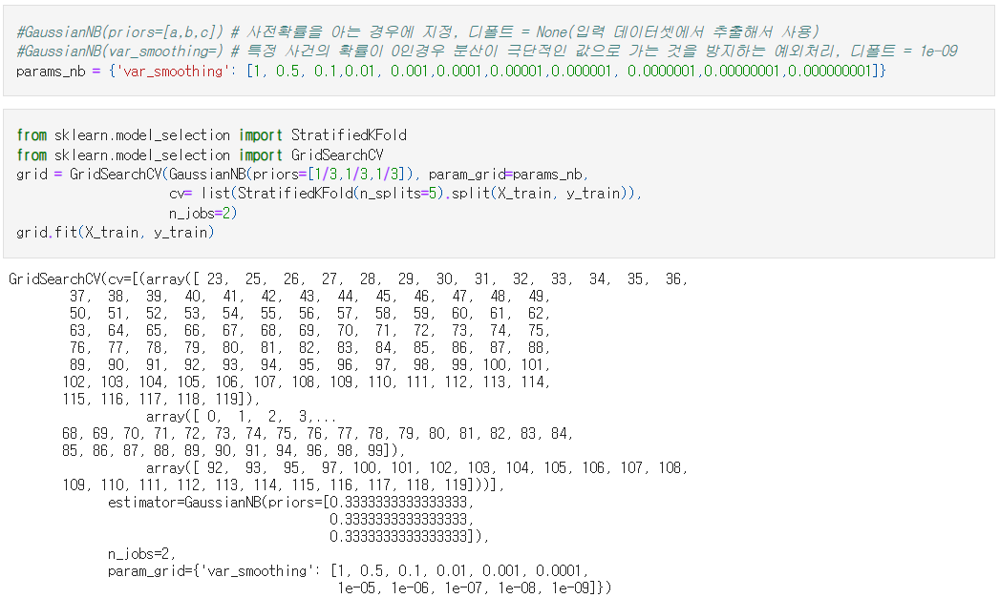 #GaussianNB(priors=[a,b,c]) # 사전확률을 아는 경우에 지정, 디폴트 = None(입력 데이터셋에서 추출해서 사용)
#GaussianNB(var_smoothing=) # 특정 사건의 확률이 0인경우 분산이 극단적인 값으로 가는 것을 방지하는 예외처리, 디폴트 = 1e-09
params_nb = {'var_smoothing': [1, 0.5, 0.1,0.01, 0.001,0.0001,0.00001,0.000001, 0.0000001,0.00000001,0.000000001]}
from sklearn.model_selection import StratifiedKFold
from sklearn.model_selection import GridSearchCV
grid = GridSearchCV(GaussianNB(priors=[1/3,1/3,1/3]), param_grid=params_nb,
cv= list(StratifiedKFold(n_splits=5).split(X_train, y_train)),
n_jobs=2)
grid.fit(X_train, y_train)
GridSearchCV(cv=[(array([ 23, 25, 26, 27, 28, 29, 30, 31, 32, 33, 34, 35, 36,
37, 38, 39, 40, 41, 42, 43, 44, 45, 46, 47, 48, 49,
50, 51, 52, 53, 54, 55, 56, 57, 58, 59, 60, 61, 62,
63, 64, 65, 66, 67, 68, 69, 70, 71, 72, 73, 74, 75,
76, 77, 78, 79, 80, 81, 82, 83, 84, 85, 86, 87, 88,
89, 90, 91, 92, 93, 94, 95, 96, 97, 98, 99, 100, 101,
102, 103, 104, 105, 106, 107, 108, 109, 110, 111, 112, 113, 114,
115, 116, 117, 118, 119]),
array([ 0, 1, 2, 3,...
68, 69, 70, 71, 72, 73, 74, 75, 76, 77, 78, 79, 80, 81, 82, 83, 84,
85, 86, 87, 88, 89, 90, 91, 94, 96, 98, 99]),
array([ 92, 93, 95, 97, 100, 101, 102, 103, 104, 105, 106, 107, 108,
109, 110, 111, 112, 113, 114, 115, 116, 117, 118, 119]))],
estimator=GaussianNB(priors=[0.3333333333333333,
0.3333333333333333,
0.3333333333333333]),
n_jobs=2,
param_grid={'var_smoothing': [1, 0.5, 0.1, 0.01, 0.001, 0.0001,
1e-05, 1e-06, 1e-07, 1e-08, 1e-09]})